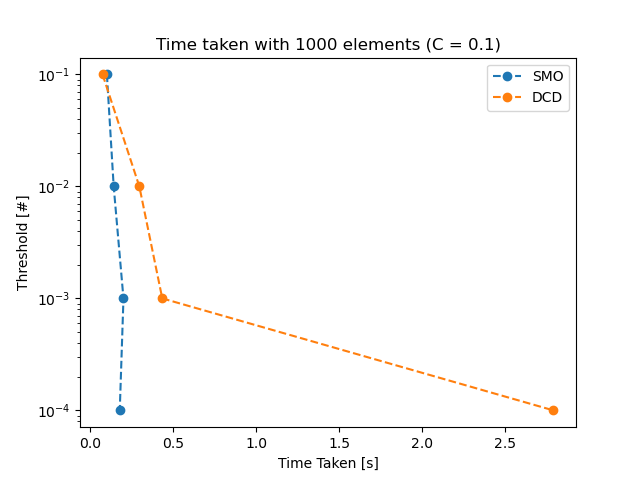 Time taken with 1000 elements (C = 0.1)
SMO
DCD
Threshold [#]
10⁻¹
10⁻²
10⁻³
10⁻⁴
0.0 0.5 1.0 1.5 2.0 2.5
Time Taken [s]